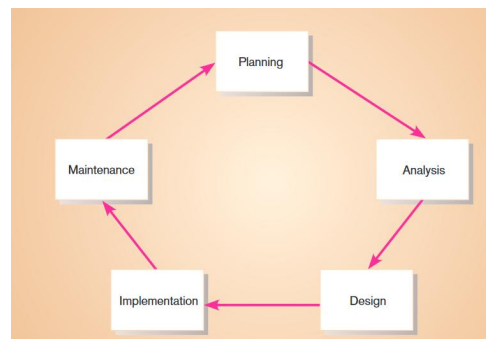 Planning
Analysis
Design
Implementation
Maintenance